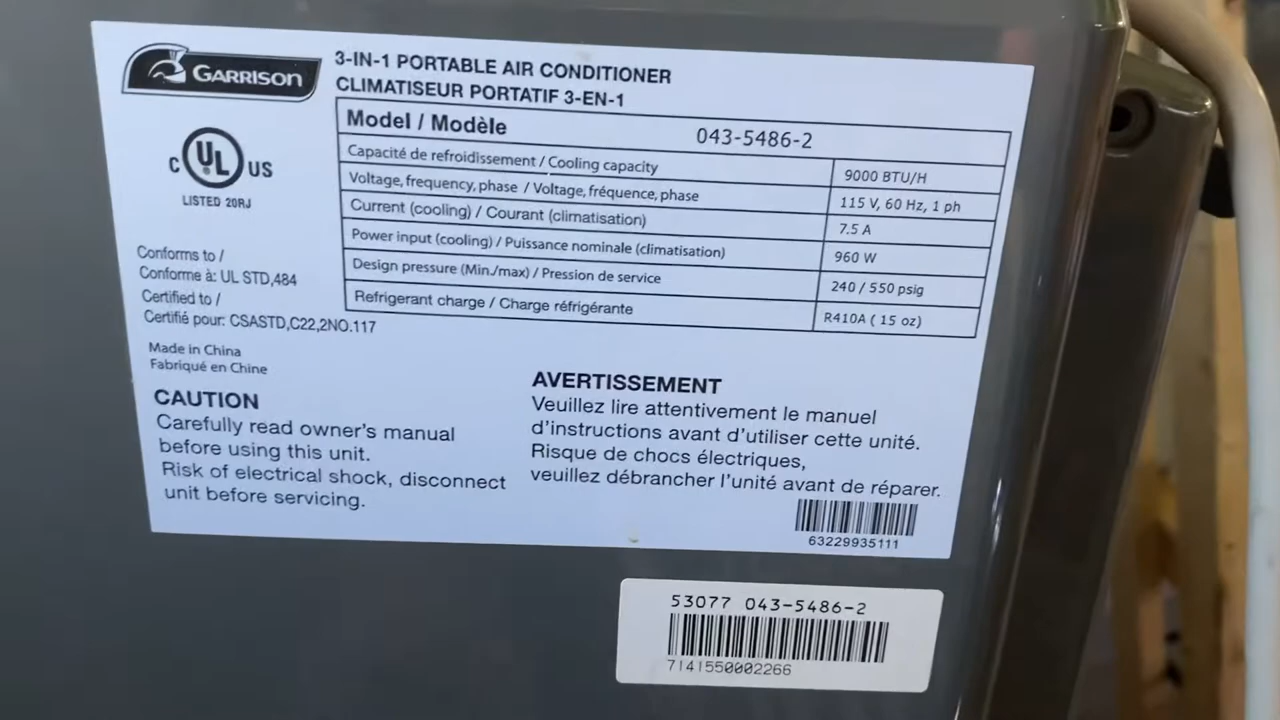 GARRISON
3-IN-1 PORTABLE AIR CONDITIONER
CLIMATISEUR PORTATIF 3-EN-1
Model / Modèle 043-5486-2
Capacité de refroidissement / Cooling capacity 9000 BTU/H
Voltage, frequency, phase / Voltage, fréquence, phase 115 V, 60 Hz, 1 ph
Current (cooling) / Courant (climatisation) 7.5 A
Power input (cooling) / Puissance nominale (climatisation) 960 W
Design pressure (Min./max) / Pression de service 240 / 550 psig
Refrigerant charge / Charge réfrigérante R410A ( 15 oz)
C UL US
LISTED 20RJ
Conforms to /
Conforme à: UL STD,484
Certified to /
Certifié pour: CSASTD,C22,2NO.117
Made in China
Fabriqué en Chine
CAUTION
Carefully read owner's manual
before using this unit.
Risk of electrical shock, disconnect
unit before servicing.
AVERTISSEMENT
Veuillez lire attentivement le manuel
d'instructions avant d'utiliser cette unité.
Risque de chocs électriques,
veuillez débrancher l'unité avant de réparer.
63229935111
53077 043-5486-2
7141550002266